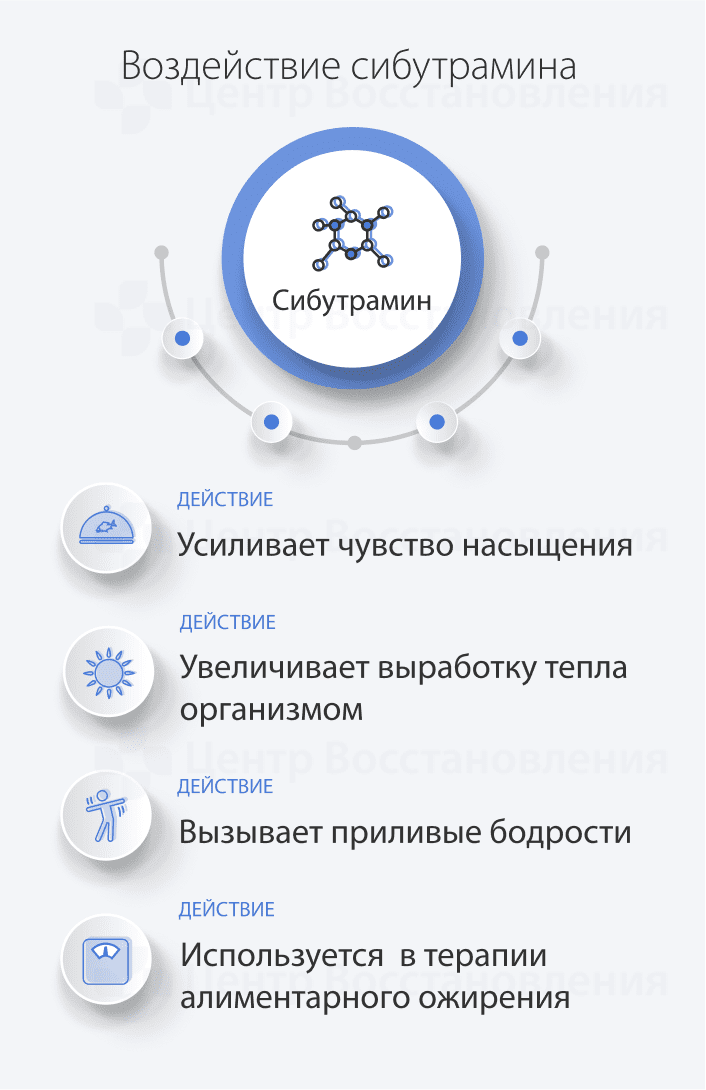 Воздействие сибутрамина
Центр Восстановления
Сибутрамин
Центр Восстановления
ДЕЙСТВИЕ
Усиливает чувство насыщения
Центр Восстановления
ДЕЙСТВИЕ
Увеличивает выработку тепла
организмом
Центр Восстановления
ДЕЙСТВИЕ
Вызывает приливые бодрости
ДЕЙСТВИЕ
Используется в терапии
Центр Восстановления
алиментарного ожирения